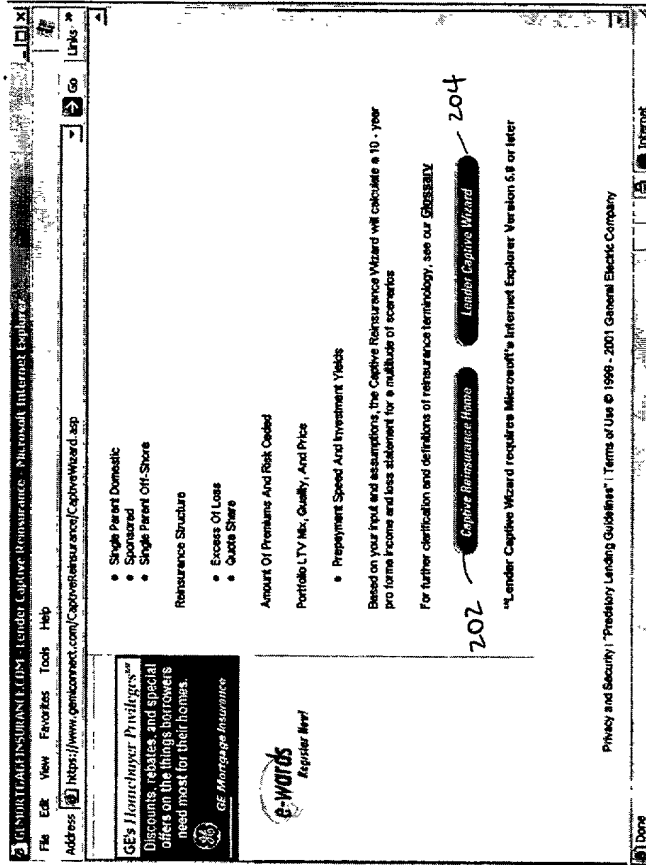 GEMORTGAGEINSURANCE.COM - Lender Captive Reinsurance - Microsoft Internet Explorer
File Edit View Favorites Tools Help
Address https://www.gemiconnect.com/CaptiveReinsurance/CaptiveWizard.asp Go Links »
GE's Homebuyer Privileges℠
Discounts, rebates, and special
offers on the things borrowers
need most for their homes.
GE Mortgage Insurance
e-wards
Register Here!
• Single Parent Domestic
• Sponsored
• Single Parent Off-Shore
Reinsurance Structure
• Excess Of Loss
• Quota Share
Amount Of Premiums And Risk Ceded
Portfolio LTV Mix, Quality, And Price
• Prepayment Speed And Investment Yields
Based on your input and assumptions, the Captive Reinsurance Wizard will calculate a 10 - year
pro forma income and loss statement for a multitude of scenarios
For further clarification and definitions of reinsurance terminology, see our Glossary
202 Captive Reinsurance Home Lender Captive Wizard 204
**Lender Captive Wizard requires Microsoft's Internet Explorer Version 5.0 or later
Privacy and Security | "Predatory Lending Guidelines" | Terms of Use © 1999 - 2001 General Electric Company
Done Internet